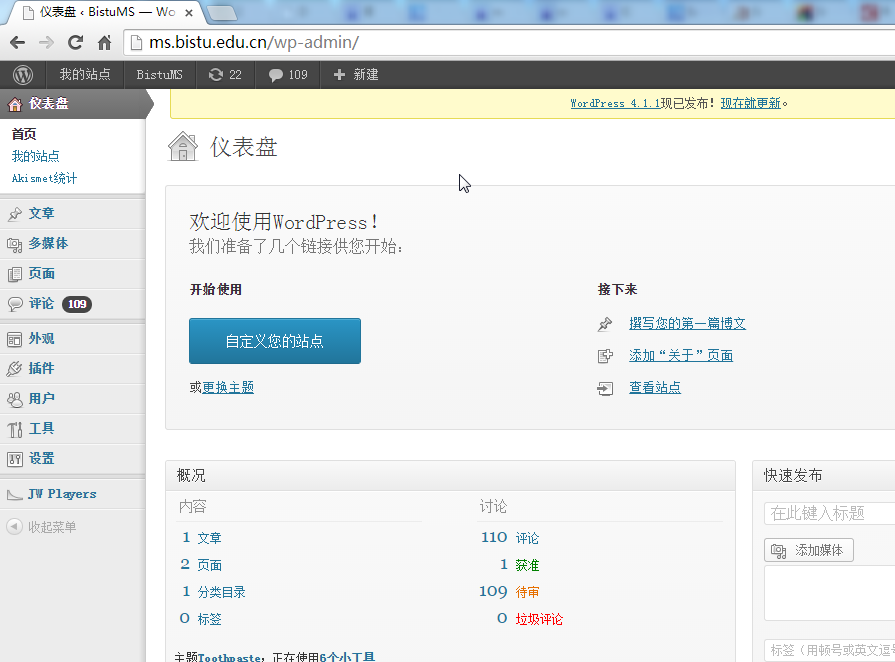 仪表盘 ‹ BistuMS — Wo
ms.bistu.edu.cn/wp-admin/
我的站点 BistuMS 22 109 + 新建
仪表盘
首页
我的站点
Akismet统计
文章
多媒体
页面
评论 109
外观
插件
用户
工具
设置
JW Players
收起菜单
WordPress 4.1.1现已发布！现在就更新。
仪表盘
欢迎使用WordPress！
我们准备了几个链接供您开始：
开始使用
自定义您的站点
或更换主题
接下来
撰写您的第一篇博文
添加“关于”页面
查看站点
概况
内容
1 文章
2 页面
1 分类目录
0 标签
讨论
110 评论
1 获准
109 待审
0 垃圾评论
主题Toothpaste，正在使用6个小工具
快速发布
在此键入标题
添加媒体
标签（用顿号或英文逗号